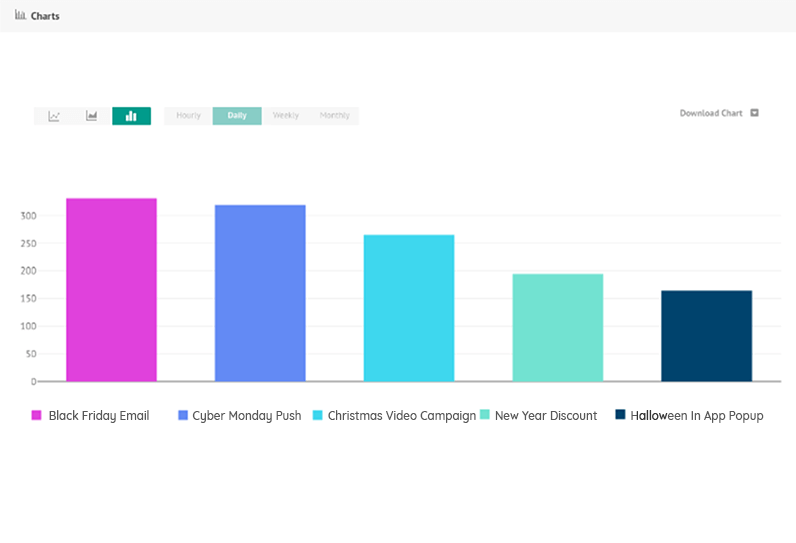 Charts
Hourly Daily Weekly Monthly
Download Chart
300
250
200
150
100
50
0
Black Friday Email Cyber Monday Push Christmas Video Campaign New Year Discount Halloween In App Popup